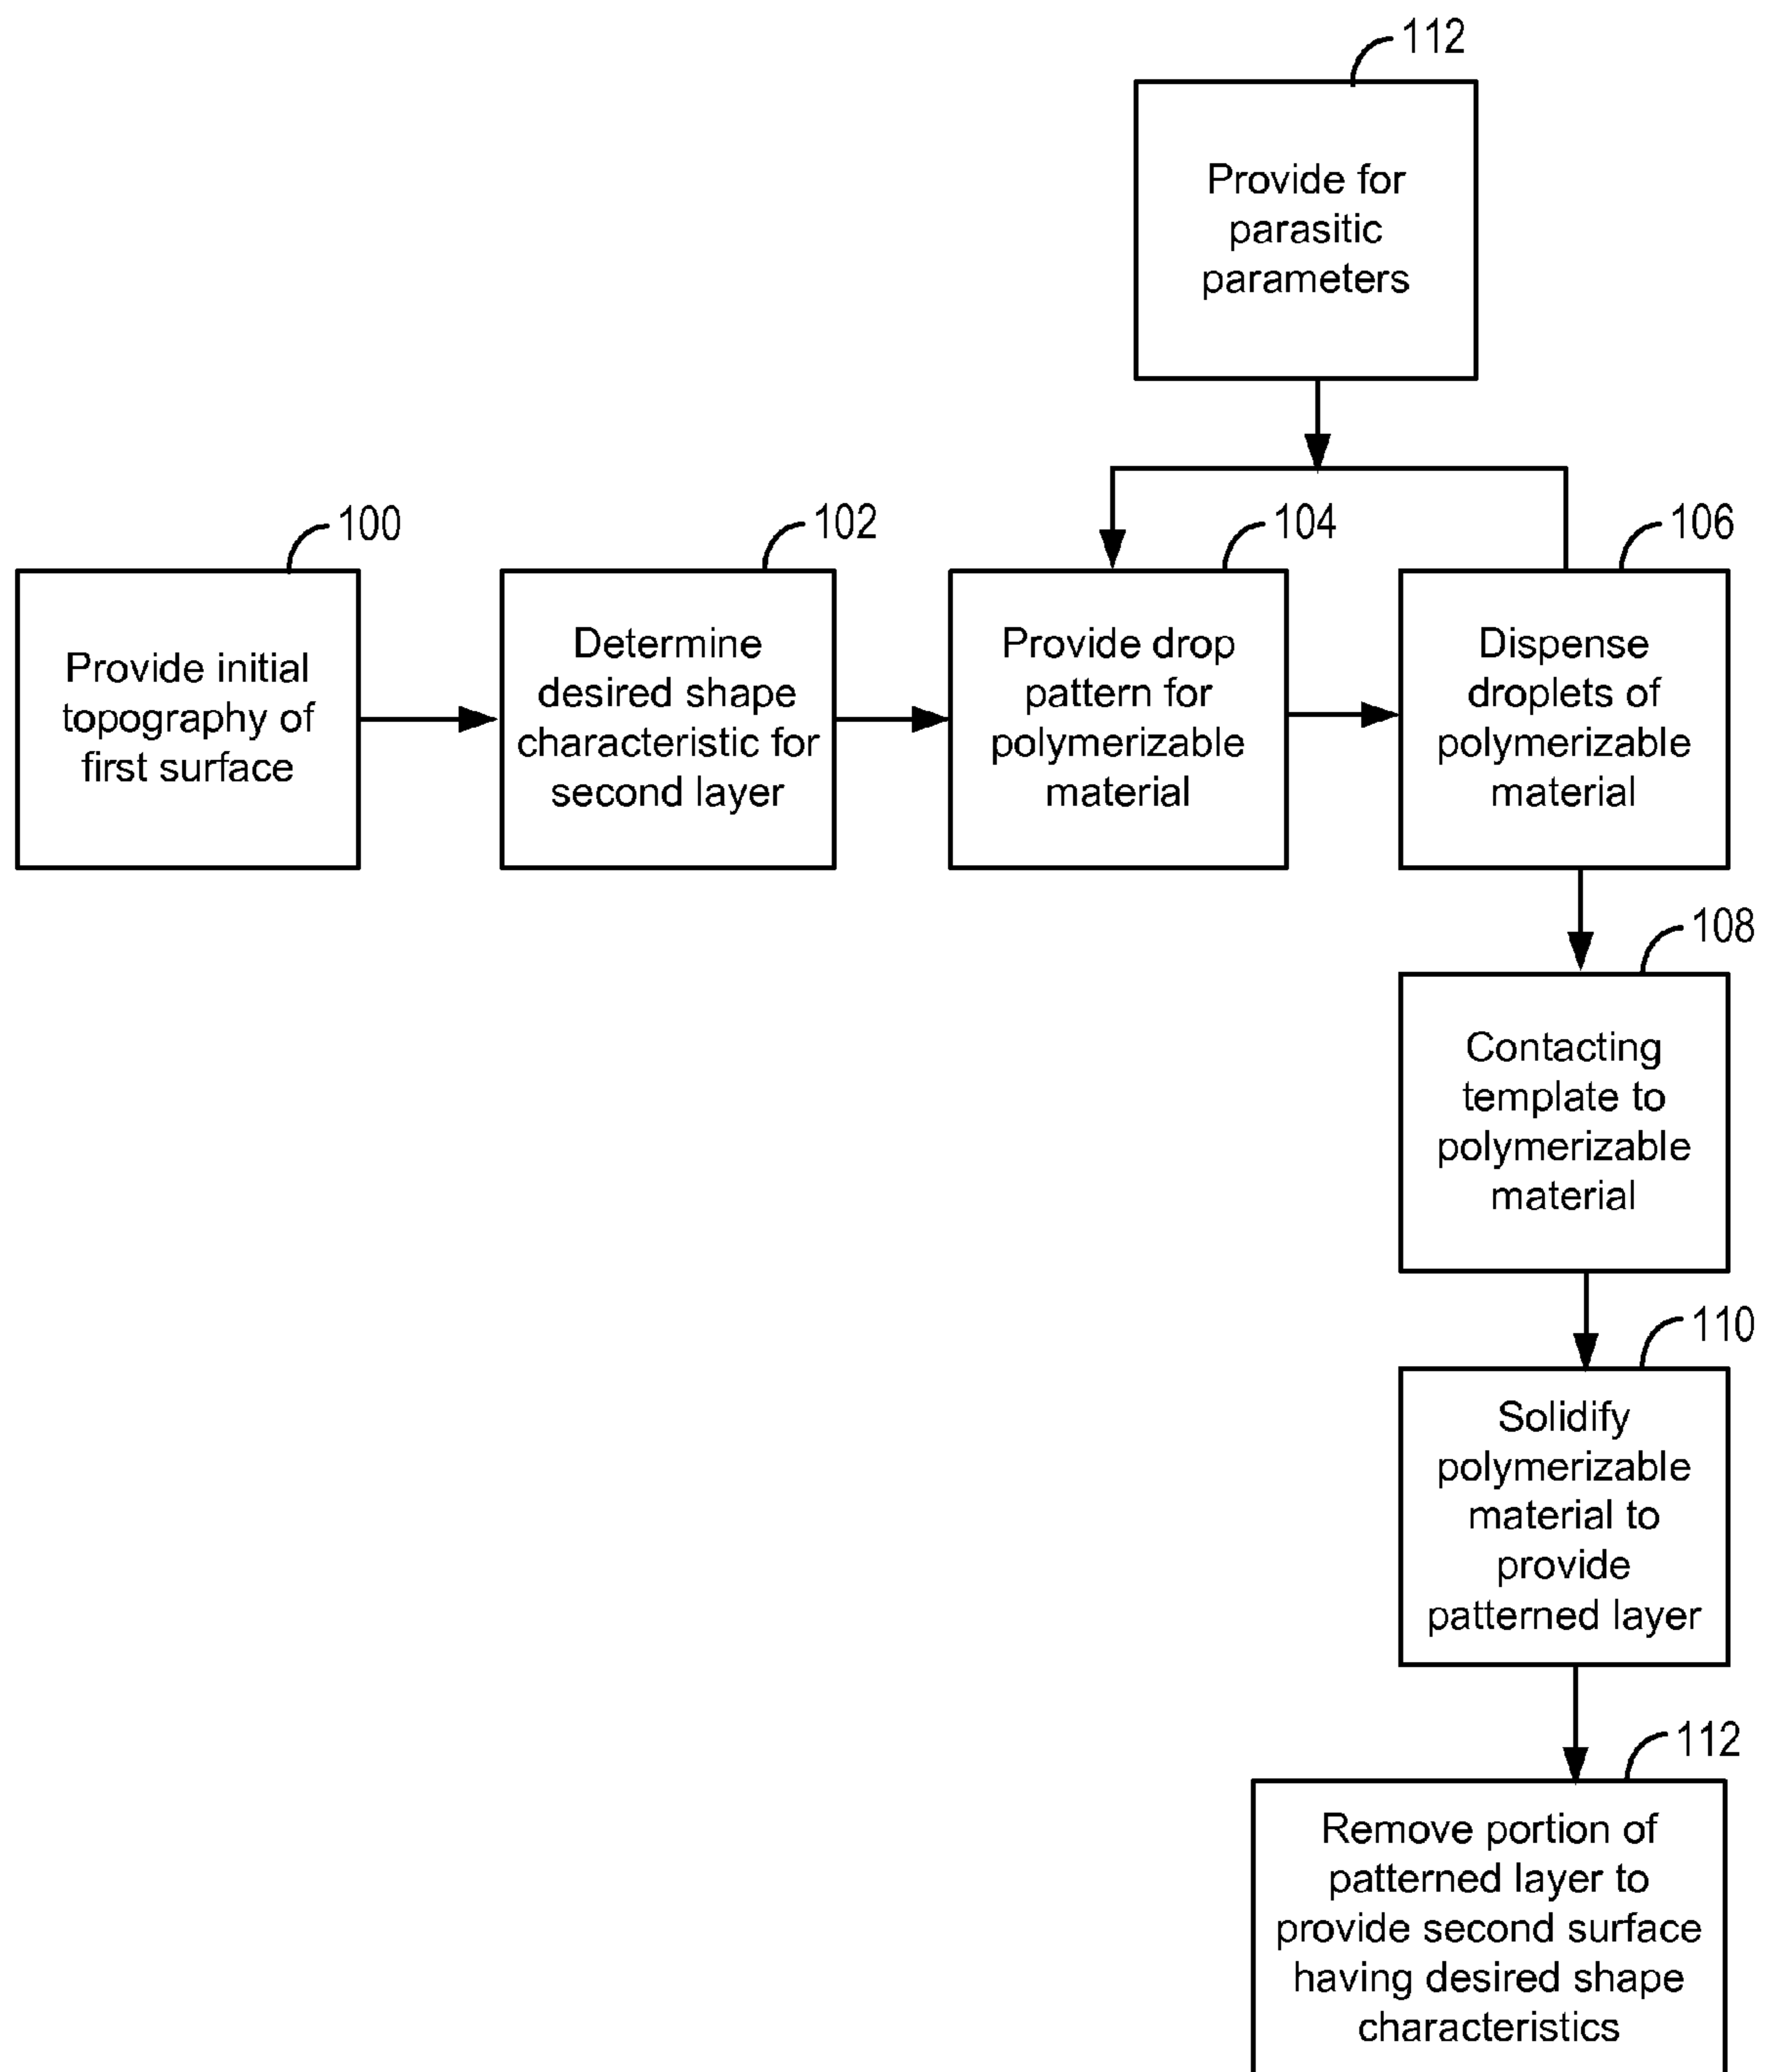 112
Provide for
parasitic
parameters
100
Provide initial
topography of
first surface
102
Determine
desired shape
characteristic for
second layer
104
Provide drop
pattern for
polymerizable
material
106
Dispense
droplets of
polymerizable
material
108
Contacting
template to
polymerizable
material
110
Solidify
polymerizable
material to
provide
patterned layer
112
Remove portion of
patterned layer to
provide second surface
having desired shape
characteristics